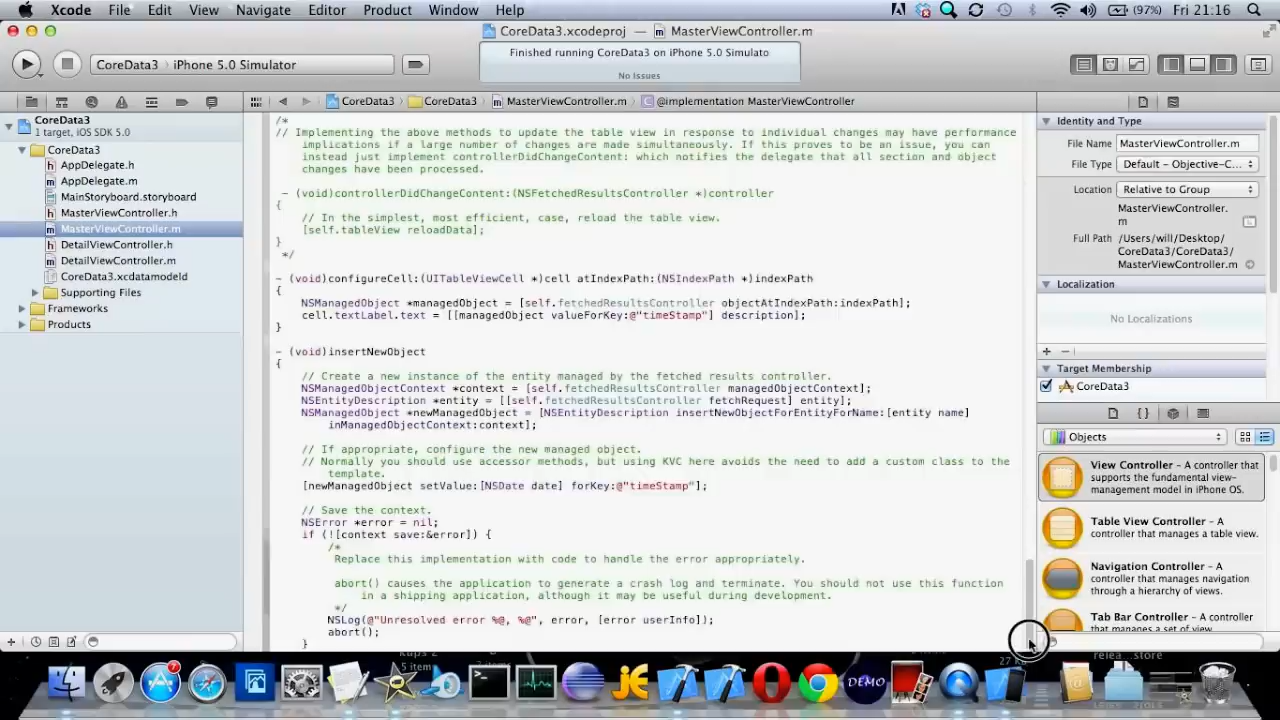 Xcode File Edit View Navigate Editor Product Window Help (97%) Fri 21:16
CoreData3.xcodeproj — MasterViewController.m
Finished running CoreData3 on iPhone 5.0 Simulato
No Issues
CoreData3 iPhone 5.0 Simulator
CoreData3 CoreData3 MasterViewController.m @implementation MasterViewController
CoreData3
1 target, iOS SDK 5.0
CoreData3
AppDelegate.h
AppDelegate.m
MainStoryboard.storyboard
MasterViewController.h
MasterViewController.m
DetailViewController.h
DetailViewController.m
CoreData3.xcdatamodeld
Supporting Files
Frameworks
Products
/*
// Implementing the above methods to update the table view in response to individual changes may have performance
implications if a large number of changes are made simultaneously. If this proves to be an issue, you can
instead just implement controllerDidChangeContent: which notifies the delegate that all section and object
changes have been processed.
- (void)controllerDidChangeContent:(NSFetchedResultsController *)controller
{
// In the simplest, most efficient, case, reload the table view.
[self.tableView reloadData];
}
*/
- (void)configureCell:(UITableViewCell *)cell atIndexPath:(NSIndexPath *)indexPath
{
NSManagedObject *managedObject = [self.fetchedResultsController objectAtIndexPath:indexPath];
cell.textLabel.text = [[managedObject valueForKey:@"timeStamp"] description];
}
- (void)insertNewObject
{
// Create a new instance of the entity managed by the fetched results controller.
NSManagedObjectContext *context = [self.fetchedResultsController managedObjectContext];
NSEntityDescription *entity = [[self.fetchedResultsController fetchRequest] entity];
NSManagedObject *newManagedObject = [NSEntityDescription insertNewObjectForEntityForName:[entity name]
inManagedObjectContext:context];
// If appropriate, configure the new managed object.
// Normally you should use accessor methods, but using KVC here avoids the need to add a custom class to the
template.
[newManagedObject setValue:[NSDate date] forKey:@"timeStamp"];
// Save the context.
NSError *error = nil;
if (![context save:&error]) {
/*
Replace this implementation with code to handle the error appropriately.
abort() causes the application to generate a crash log and terminate. You should not use this function
in a shipping application, although it may be useful during development.
*/
NSLog(@"Unresolved error %@, %@", error, [error userInfo]);
abort();
}
Identity and Type
File Name MasterViewController.m
File Type Default - Objective-C...
Location Relative to Group
MasterViewController.
m
Full Path /Users/will/Desktop/
CoreData3/CoreData3/
MasterViewController.m
Localization
No Localizations
Target Membership
CoreData3
Objects
View Controller - A controller that
supports the fundamental view-
management model in iPhone OS.
Table View Controller - A
controller that manages a table view.
Navigation Controller - A
controller that manages navigation
through a hierarchy of views.
Tab Bar Controller - A controller
that manages a set of view
5 items
27 K
...store
7
DEMO